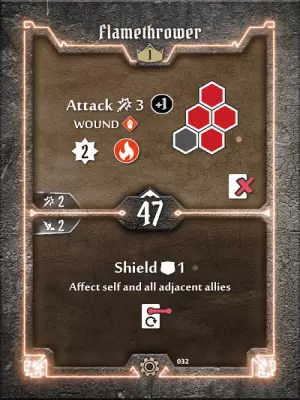 Flamethrower
1
Attack 3 +1
WOUND
2
2
47
2
Shield 1
Affect self and all adjacent allies
032